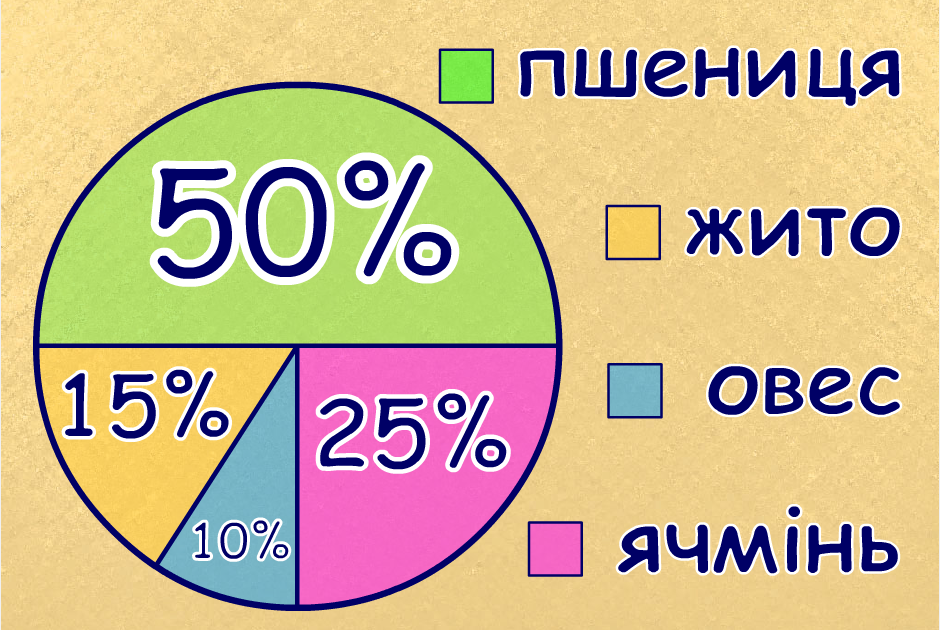 пшениця
50%
жито
15%
25%
овес
10%
ячмінь